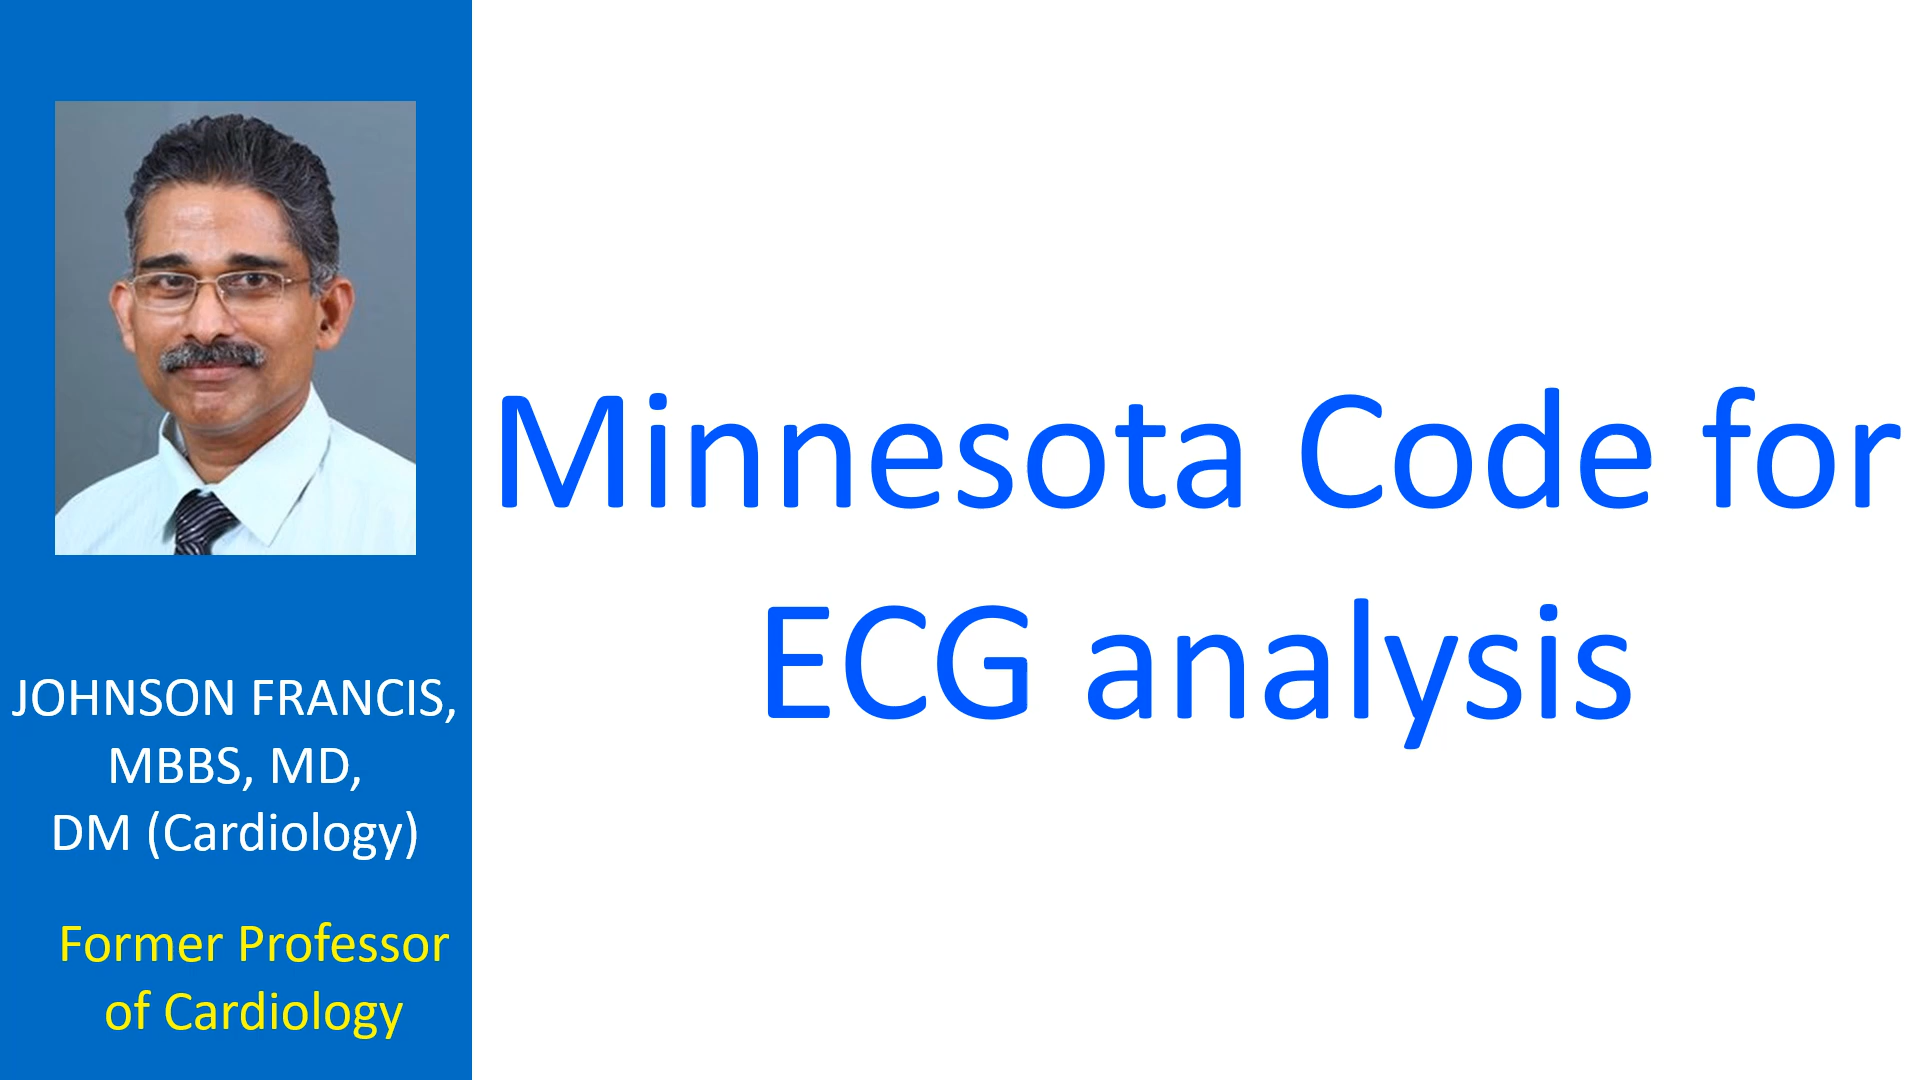 JOHNSON FRANCIS,
MBBS, MD,
DM (Cardiology)
Former Professor
of Cardiology
Minnesota Code for
ECG analysis